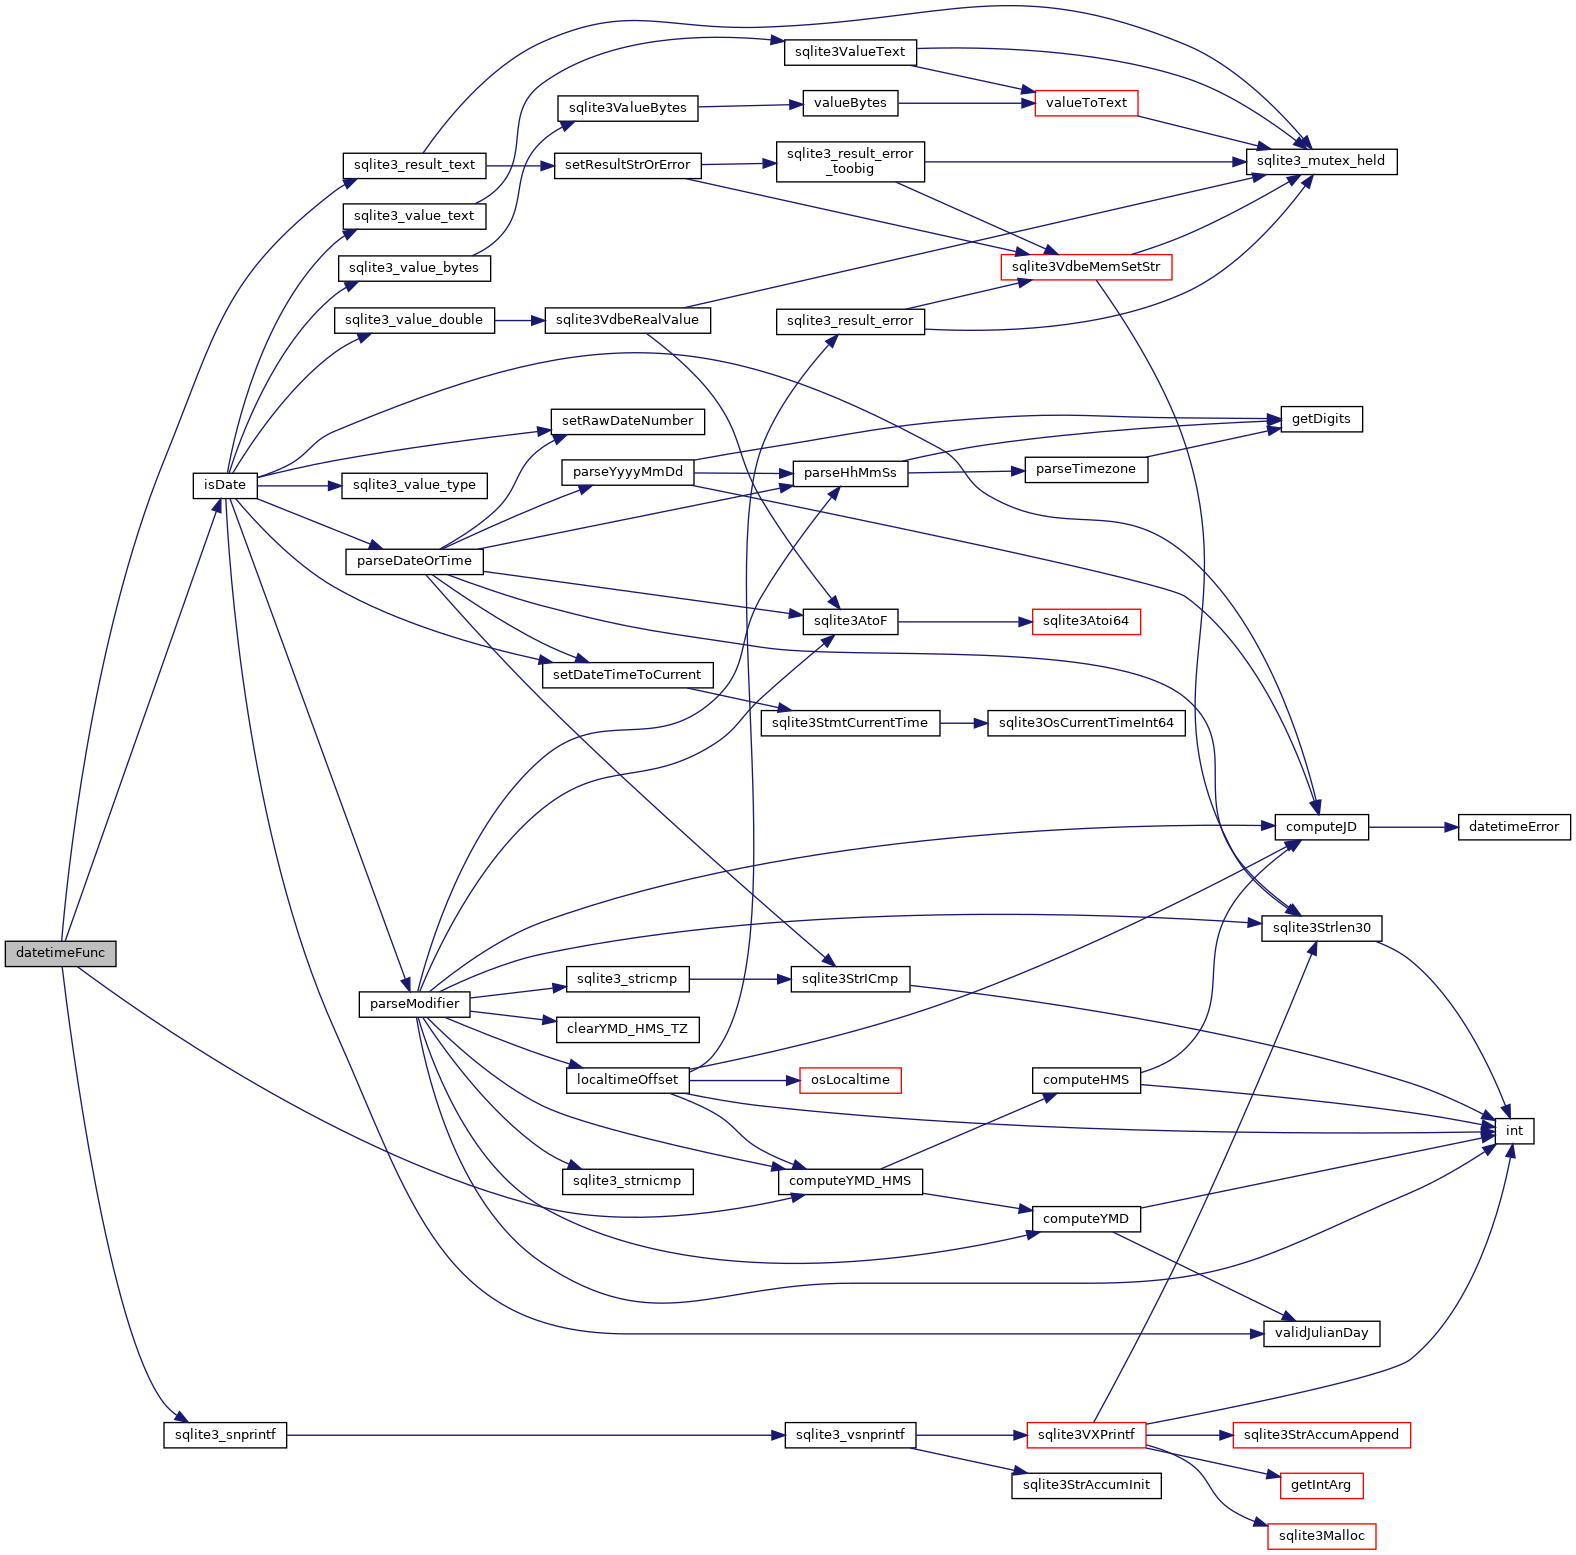 sqlite3ValueText
sqlite3ValueBytes
valueBytes
valueToText
sqlite3_result_text
setResultStrOrError
sqlite3_result_error
_toobig
sqlite3_mutex_held
sqlite3_value_text
sqlite3_value_bytes
sqlite3VdbeMemSetStr
sqlite3_value_double
sqlite3VdbeRealValue
sqlite3_result_error
setRawDateNumber
getDigits
isDate
sqlite3_value_type
parseYyyyMmDd
parseHhMmSs
parseTimezone
parseDateOrTime
sqlite3AtoF
sqlite3Atoi64
setDateTimeToCurrent
sqlite3StmtCurrentTime
sqlite3OsCurrentTimeInt64
computeJD
datetimeError
sqlite3Strlen30
datetimeFunc
parseModifier
sqlite3_stricmp
sqlite3StrICmp
clearYMD_HMS_TZ
localtimeOffset
osLocaltime
computeHMS
int
sqlite3_strnicmp
computeYMD_HMS
computeYMD
validJulianDay
sqlite3_snprintf
sqlite3_vsnprintf
sqlite3VXPrintf
sqlite3StrAccumAppend
sqlite3StrAccumInit
getIntArg
sqlite3Malloc